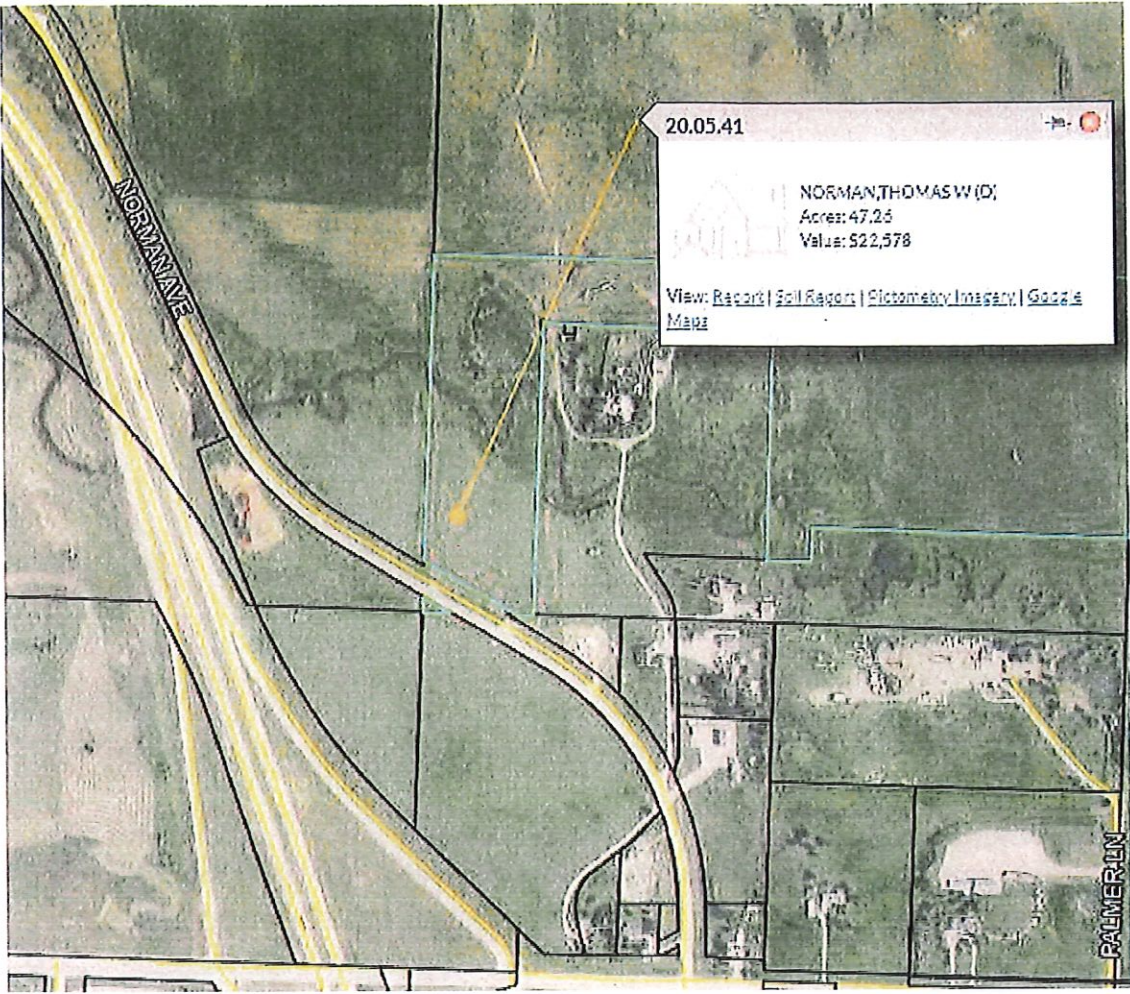 20.05.41
NORMAN,THOMAS W (D)
Acres: 47.26
Value: $22,578
View: Report | Soil Report | Pictometry Imagery | Google
Maps
NORMAN AVE
PALMER LN